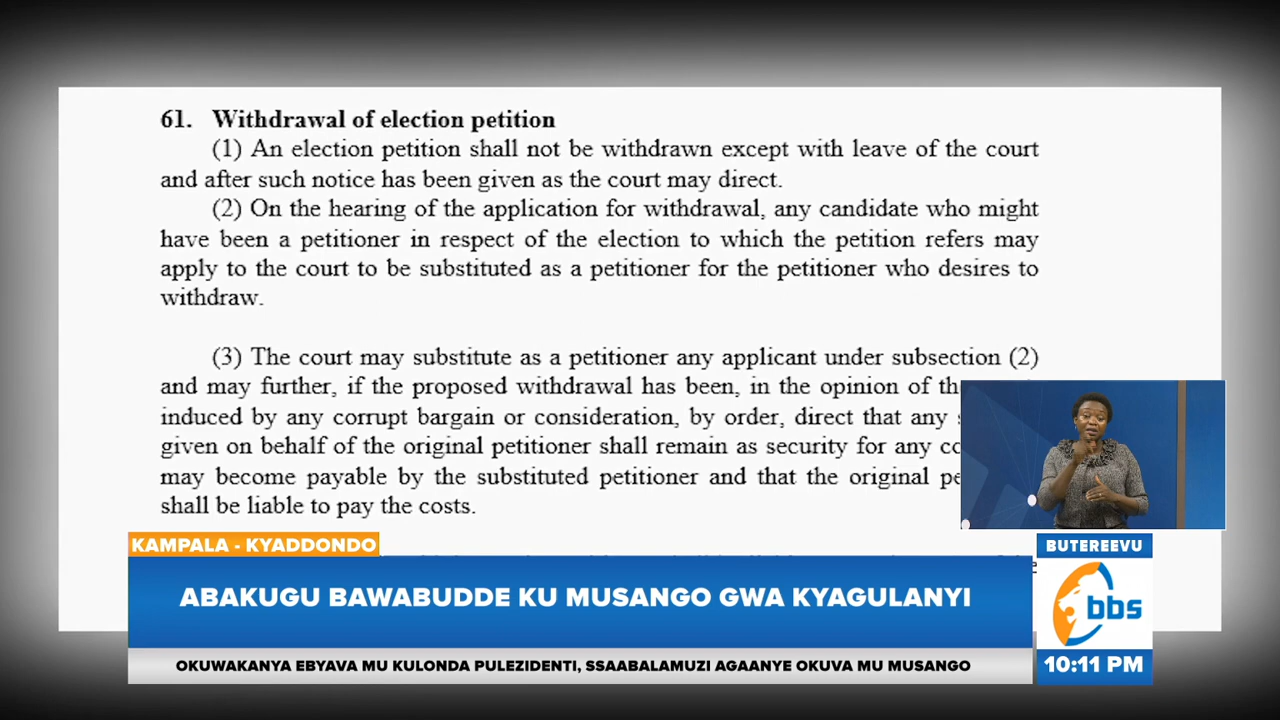 61. Withdrawal of election petition
(1) An election petition shall not be withdrawn except with leave of the court
and after such notice has been given as the court may direct.
(2) On the hearing of the application for withdrawal, any candidate who might
have been a petitioner in respect of the election to which the petition refers may
apply to the court to be substituted as a petitioner for the petitioner who desires to
withdraw.
(3) The court may substitute as a petitioner any applicant under subsection (2)
and may further, if the proposed withdrawal has been, in the opinion of
induced by any corrupt bargain or consideration, by order, direct that any
given on behalf of the original petitioner shall remain as security for any
may become payable by the substituted petitioner and that the original
shall be liable to pay the costs.
KAMPALA - KYADDONDO
ABAKUGU BAWABUDDE KU MUSANGO GWA KYAGULANYI
OKUWAKANYA EBYAVA MU KULONDA PULEZIDENTI, SSAABALAMUZI AGAANYE OKUVA MU MUSANGO
BUTEREEVU
bbs
10:11 PM